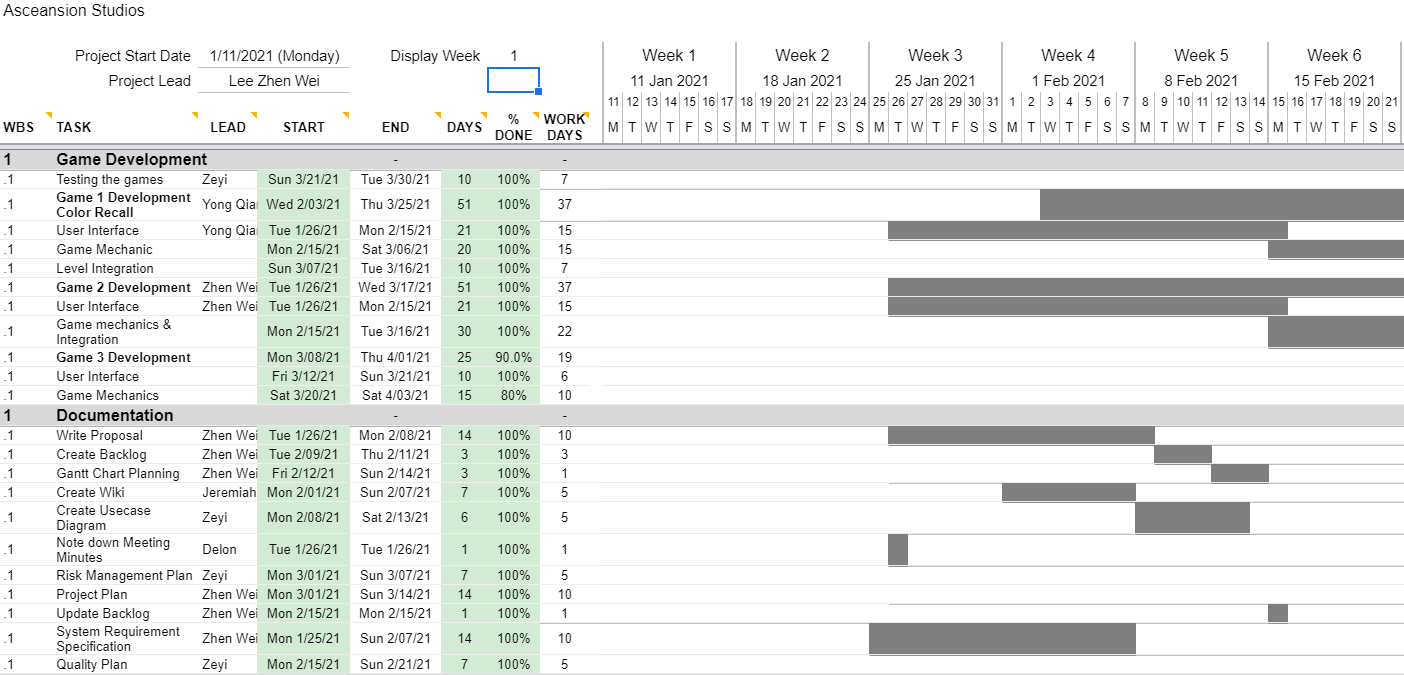 Asceansion Studios
Project Start Date 1/11/2021 (Monday) Display Week 1 Week 1 Week 2 Week 3 Week 4 Week 5 Week 6
Project Lead Lee Zhen Wei 11 Jan 2021 18 Jan 2021 25 Jan 2021 1 Feb 2021 8 Feb 2021 15 Feb 2021
11 12 13 14 15 16 17 18 19 20 21 22 23 24 25 26 27 28 29 30 31 1 2 3 4 5 6 7 8 9 10 11 12 13 14 15 16 17 18 19 20 21
WBS TASK LEAD START END DAYS % DONE WORK DAYS M T W T F S S M T W T F S S M T W T F S S M T W T F S S M T W T F S S M T W T F S S
1 Game Development - -
.1 Testing the games Zeyi Sun 3/21/21 Tue 3/30/21 10 100% 7
.1 Game 1 Development Color Recall Yong Qia Wed 2/03/21 Thu 3/25/21 51 100% 37
.1 User Interface Yong Qia Tue 1/26/21 Mon 2/15/21 21 100% 15
.1 Game Mechanic Mon 2/15/21 Sat 3/06/21 20 100% 15
.1 Level Integration Sun 3/07/21 Tue 3/16/21 10 100% 7
.1 Game 2 Development Zhen Wei Tue 1/26/21 Wed 3/17/21 51 100% 37
.1 User Interface Zhen Wei Tue 1/26/21 Mon 2/15/21 21 100% 15
.1 Game mechanics & Integration Mon 2/15/21 Tue 3/16/21 30 100% 22
.1 Game 3 Development Mon 3/08/21 Thu 4/01/21 25 90.0% 19
.1 User Interface Fri 3/12/21 Sun 3/21/21 10 100% 6
.1 Game Mechanics Sat 3/20/21 Sat 4/03/21 15 80% 10
1 Documentation - -
.1 Write Proposal Zhen Wei Tue 1/26/21 Mon 2/08/21 14 100% 10
.1 Create Backlog Zhen Wei Tue 2/09/21 Thu 2/11/21 3 100% 3
.1 Gantt Chart Planning Zhen Wei Fri 2/12/21 Sun 2/14/21 3 100% 1
.1 Create Wiki Jeremiah Mon 2/01/21 Sun 2/07/21 7 100% 5
.1 Create Usecase Diagram Zeyi Mon 2/08/21 Sat 2/13/21 6 100% 5
.1 Note down Meeting Minutes Delon Tue 1/26/21 Tue 1/26/21 1 100% 1
.1 Risk Management Plan Zeyi Mon 3/01/21 Sun 3/07/21 7 100% 5
.1 Project Plan Zhen Wei Mon 3/01/21 Sun 3/14/21 14 100% 10
.1 Update Backlog Zhen Wei Mon 2/15/21 Mon 2/15/21 1 100% 1
.1 System Requirement Specification Zhen Wei Mon 1/25/21 Sun 2/07/21 14 100% 10
.1 Quality Plan Zeyi Mon 2/15/21 Sun 2/21/21 7 100% 5